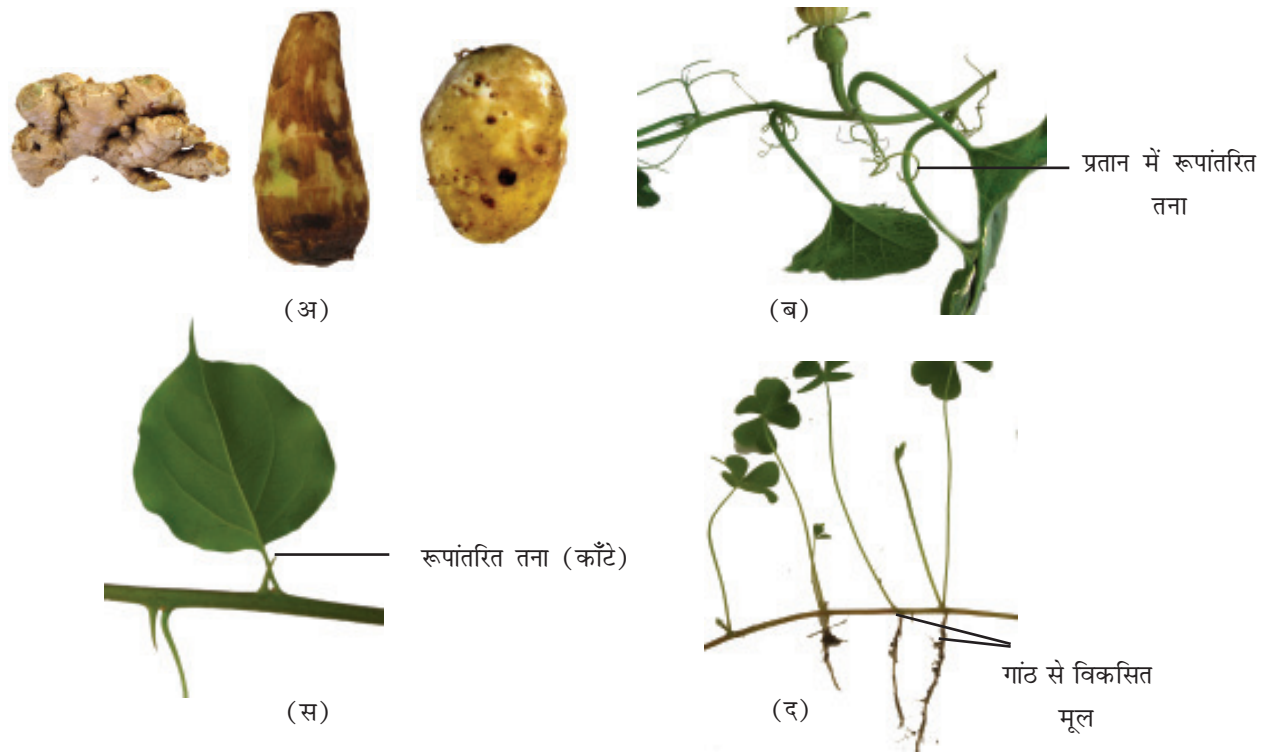 प्रतान में रूपांतरित
तना
(अ)
(ब)
रूपांतरित तना (काँटे)
गांठ से विकसित
मूल
(स)
(द)